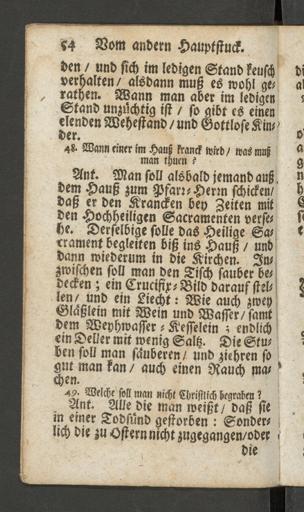 54 Vom andern Hauptstuck.
den / und sich im ledigen Stand keusch
verhalten / alsdann muß es wohl ge-
rathen. Wann man aber im ledigen
Stand unzüchtig ist / so gibt es einen
elenden Wehestand / und Gottlose Kin-
der.
48. Wann einer im Hauß kranck wird / was muß
man thuen ?
Ant. Man soll alsbald jemand auß
dem Hauß zum Pfarr-Herrn schicken/
daß er den Krancken bey Zeiten mit
den Hochheiligen Sacramenten verse-
he. Derselbige solle das Heilige Sa-
crament begleiten biß ins Hauß / und
dann wiederum in die Kirchen. In-
zwischen soll man den Tisch sauber be-
decken ; ein Crucifix-Bild darauf stel-
len/ und ein Liecht : Wie auch zwey
Gläßlein mit Wein und Wasser/ samt
dem Weyhwasser-Kesselein ; endlich
ein Deller mit wenig Saltz. Die Stu-
ben soll man säuberen/ und ziehren so
gut man kan/ auch einen Rauch ma-
chen.
49. Welche soll man nicht Christlich begraben ?
Ant. Alle die man weißt/ daß sie
in einer Todsünd gestorben : Sonder-
lich die zu Ostern nicht zugegangen/oder
die